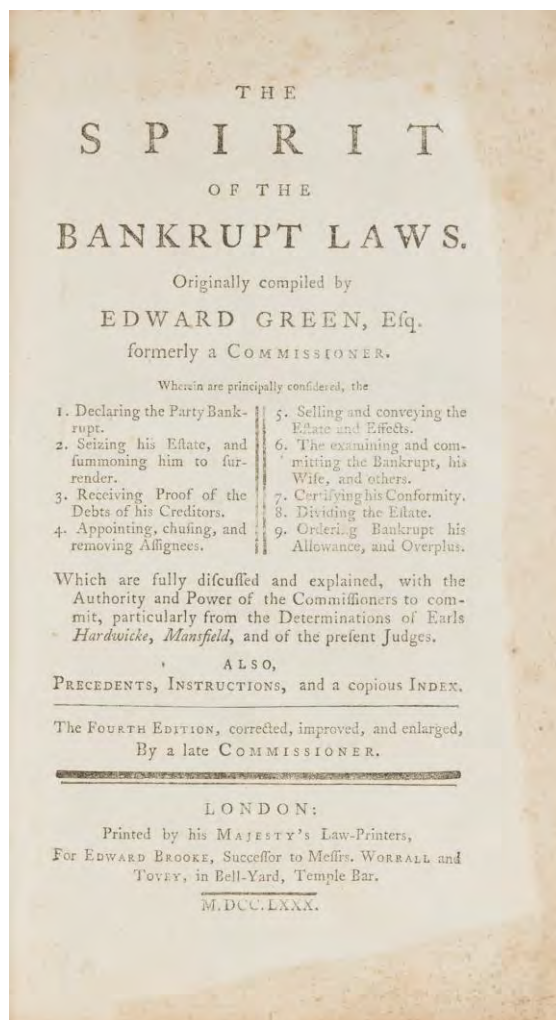 THE
SPIRIT
OF THE
BANKRUPT LAWS.
Originally compiled by
EDWARD GREEN, Eſq.
formerly a COMMISSIONER.
Wherein are principally conſidered, the
1. Declaring the Party Bank-
rupt.
2. Seizing his Eſtate, and
ſummoning him to ſur-
render.
3. Receiving Proof of the
Debts of his Creditors.
4. Appointing, chuſing, and
removing Aſſignees.
5. Selling and conveying the
Eſtate and Effects.
6. The examining and com-
mitting the Bankrupt, his
Wife, and others.
7. Certifying his Conformity.
8. Dividing the Eſtate.
9. Ordering Bankrupt his
Allowance, and Overplus.
Which are fully diſcuſſed and explained, with the
Authority and Power of the Commiſſioners to com-
mit, particularly from the Determinations of Earls
Hardwicke, Mansfield, and of the preſent Judges.
ALSO,
PRECEDENTS, INSTRUCTIONS, and a copious INDEX.
The FOURTH EDITION, corrected, improved, and enlarged,
By a late COMMISSIONER.
LONDON:
Printed by his MAJESTY's Law-Printers,
For EDWARD BROOKE, Succeſſor to Meſſrs. WORRALL and
TOVEY, in Bell-Yard, Temple Bar.
M.DCC.LXXX.